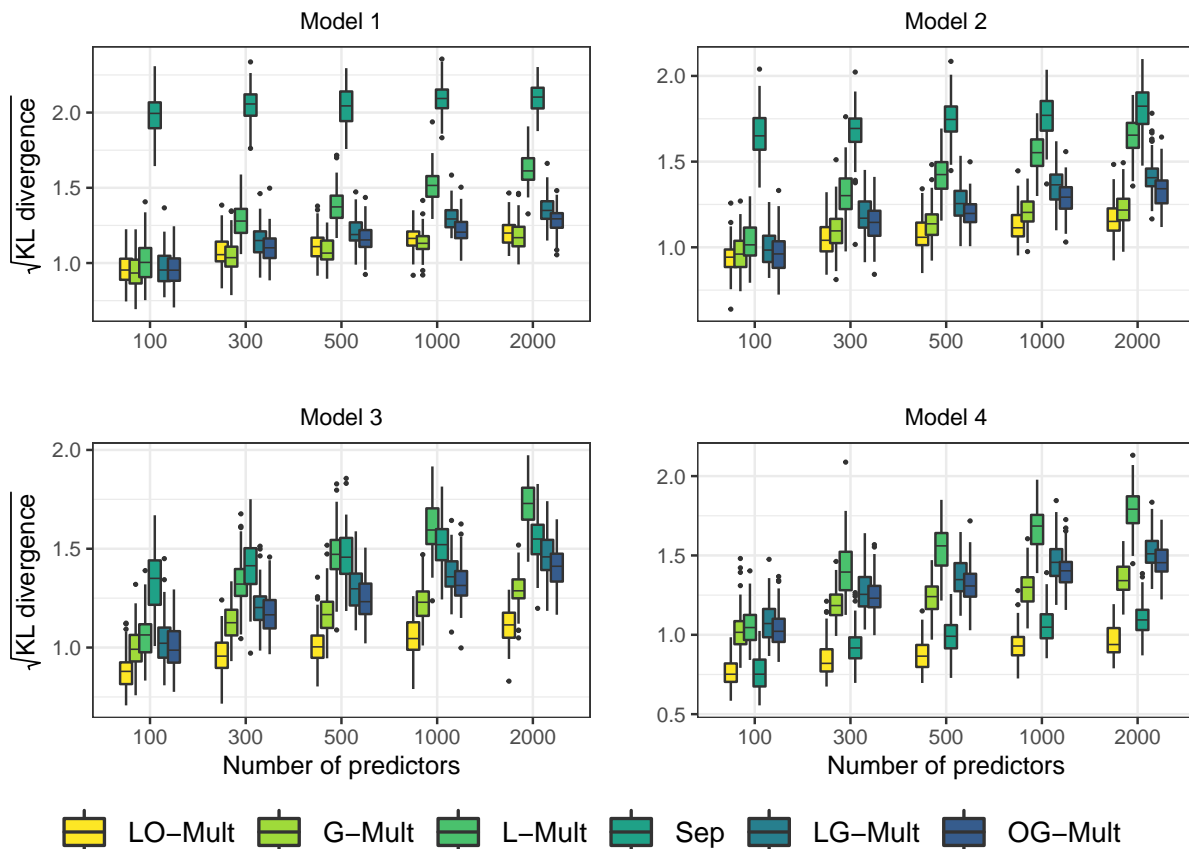 Model 1
Model 2
√KL divergence
2.0
1.5
1.0
100 300 500 1000 2000
2.0
1.5
1.0
100 300 500 1000 2000
Model 3
Model 4
√KL divergence
2.0
1.5
1.0
100 300 500 1000 2000
Number of predictors
2.0
1.5
1.0
0.5
100 300 500 1000 2000
Number of predictors
LO−Mult G−Mult L−Mult Sep LG−Mult OG−Mult